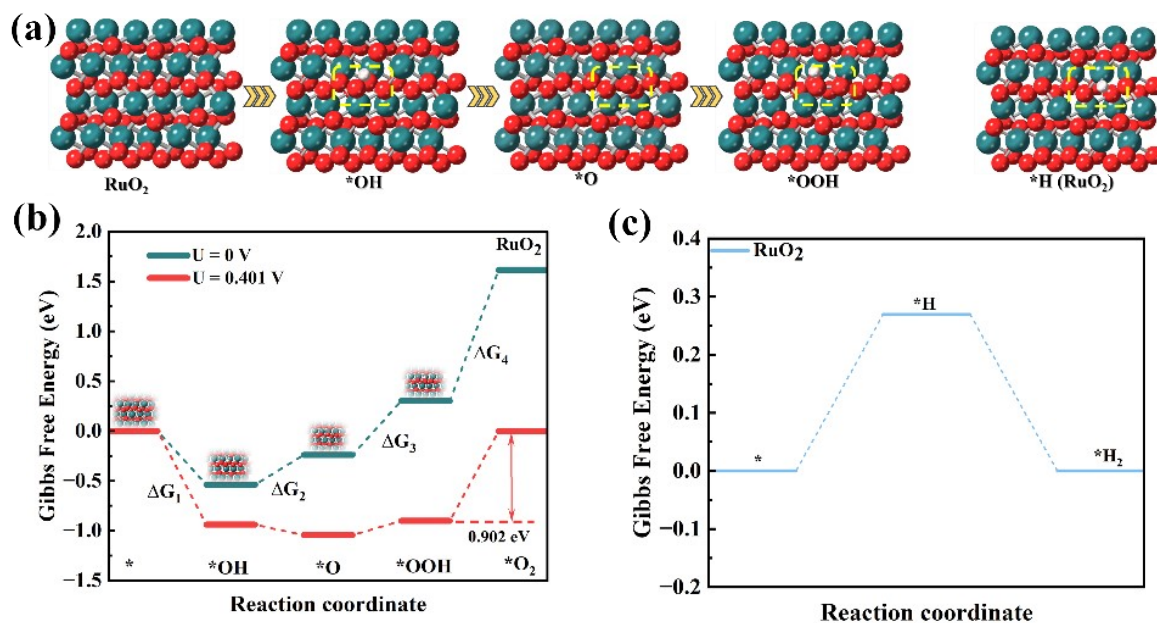 (a)
RuO₂
*OH
*O
*OOH
*H (RuO₂)
(b)
Gibbs Free Energy (eV)
2.0
1.5
1.0
0.5
0.0
−0.5
−1.0
−1.5
U = 0 V
U = 0.401 V
RuO₂
ΔG₁
ΔG₂
ΔG₃
ΔG₄
0.902 eV
*
*OH
*O
*OOH
*O₂
Reaction coordinate
(c)
Gibbs Free Energy (eV)
0.4
0.3
0.2
0.1
0.0
−0.1
−0.2
RuO₂
*
*H
*H₂
Reaction coordinate